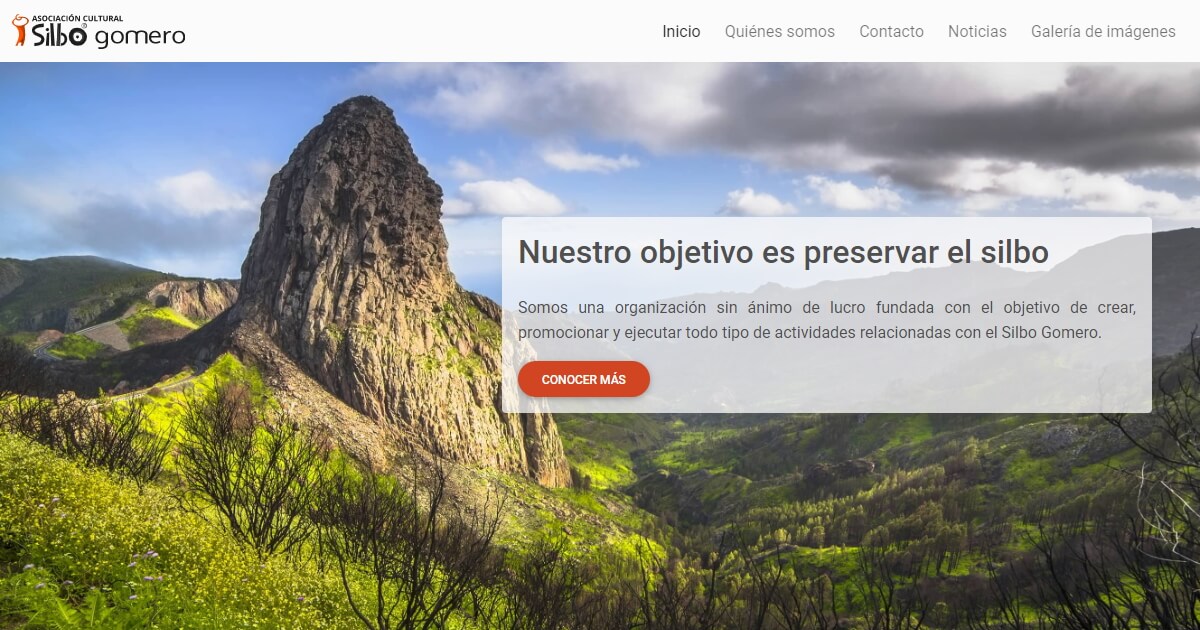 ASOCIACIÓN CULTURAL
Silbo® gomero
Inicio Quiénes somos Contacto Noticias Galería de imágenes
Nuestro objetivo es preservar el silbo
Somos una organización sin ánimo de lucro fundada con el objetivo de crear,
promocionar y ejecutar todo tipo de actividades relacionadas con el Silbo Gomero.
CONOCER MÁS